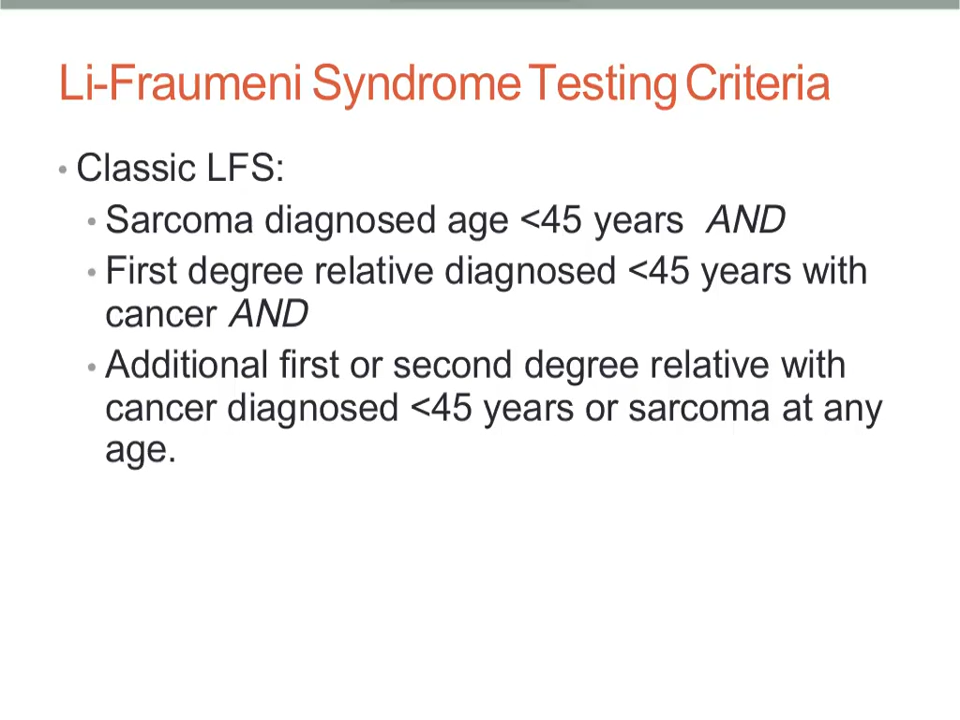 Li-Fraumeni Syndrome Testing Criteria
• Classic LFS:
• Sarcoma diagnosed age <45 years AND
• First degree relative diagnosed <45 years with
cancer AND
• Additional first or second degree relative with
cancer diagnosed <45 years or sarcoma at any
age.